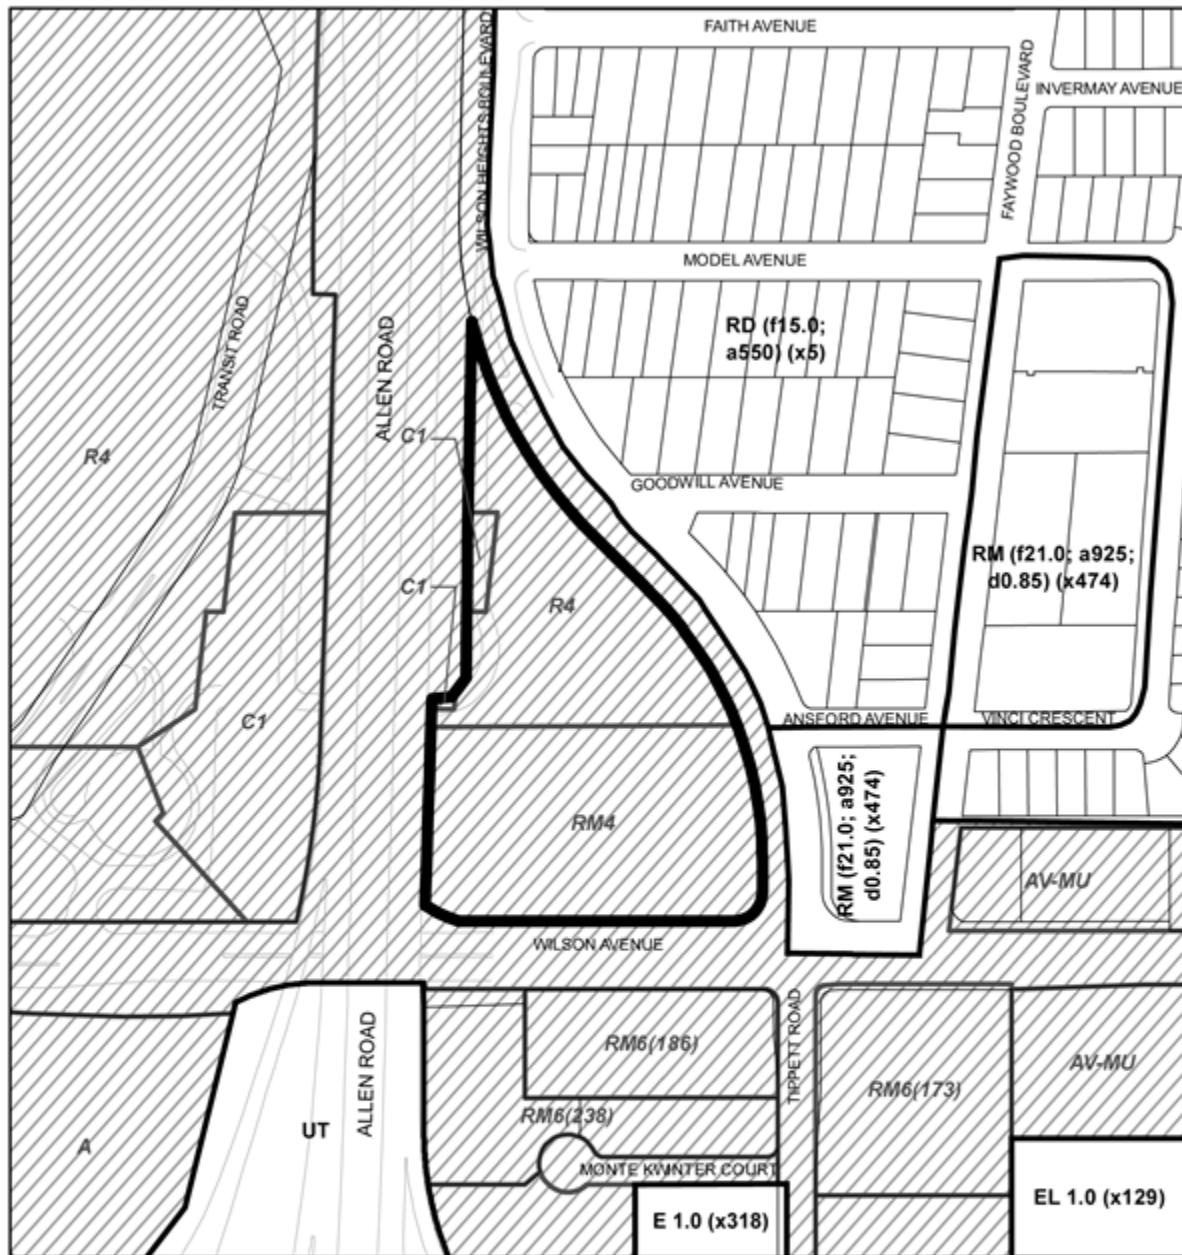 FAITH AVENUE
WILSON HEIGHTS BOULEVARD
FAYWOOD BOULEVARD
INVERMAY AVENUE
MODEL AVENUE
RD (f15.0;
a550) (x5)
TRANSIT ROAD
ALLEN ROAD
C1
R4
GOODWILL AVENUE
RM (f21.0; a925;
d0.85) (x474)
C1
R4
C1
ANSFORD AVENUE
VINCI CRESCENT
RM (f21.0; a925;
d0.85) (x474)
RM4
AV-MU
WILSON AVENUE
TIPPETT ROAD
ALLEN ROAD
RM6(186)
AV-MU
RM6(173)
RM6(238)
UT
A
MONTE KWINTER COURT
E 1.0 (x318)
EL 1.0 (x129)